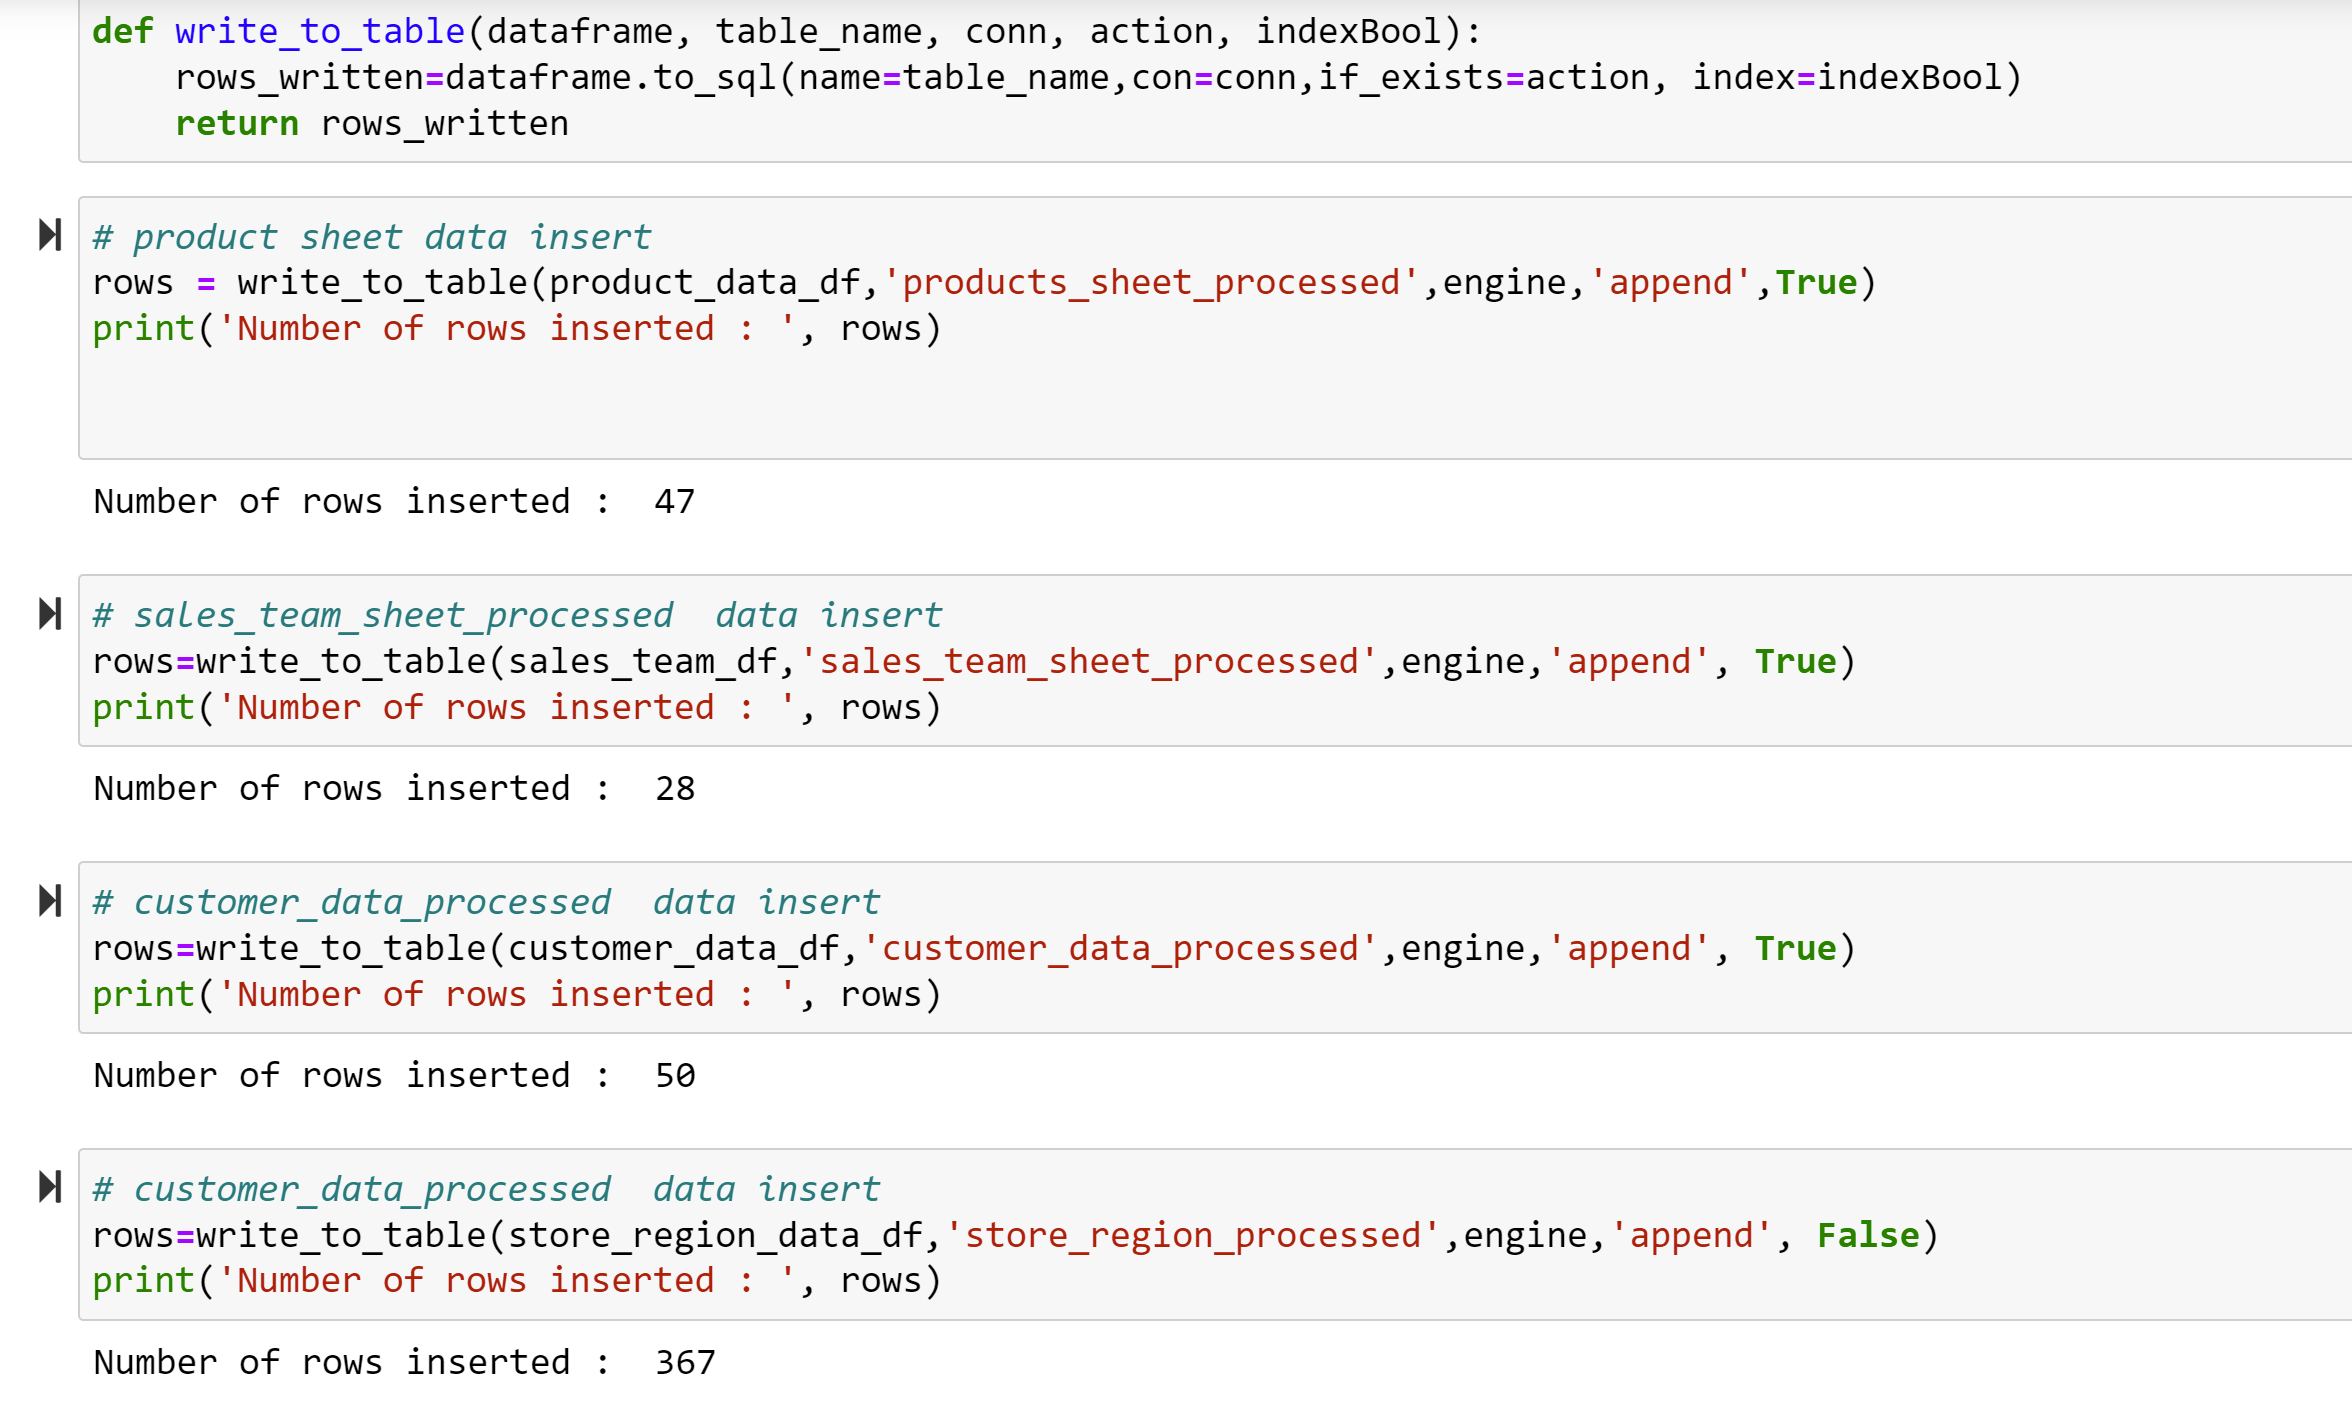 def write_to_table(dataframe, table_name, conn, action, indexBool):
    rows_written=dataframe.to_sql(name=table_name,con=conn,if_exists=action, index=indexBool)
    return rows_written
# product sheet data insert
rows = write_to_table(product_data_df,'products_sheet_processed',engine,'append',True)
print('Number of rows inserted : ', rows)
Number of rows inserted :  47
# sales_team_sheet_processed  data insert
rows=write_to_table(sales_team_df,'sales_team_sheet_processed',engine,'append', True)
print('Number of rows inserted : ', rows)
Number of rows inserted :  28
# customer_data_processed  data insert
rows=write_to_table(customer_data_df,'customer_data_processed',engine,'append', True)
print('Number of rows inserted : ', rows)
Number of rows inserted :  50
# customer_data_processed  data insert
rows=write_to_table(store_region_data_df,'store_region_processed',engine,'append', False)
print('Number of rows inserted : ', rows)
Number of rows inserted :  367